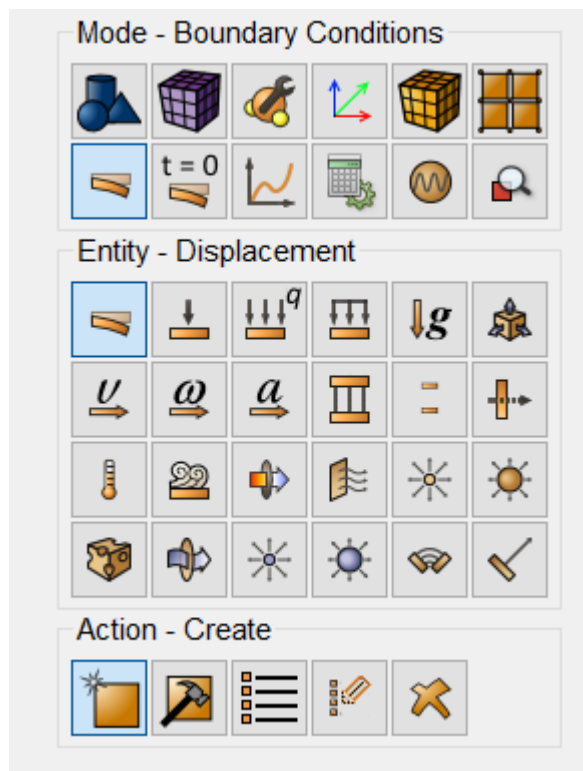 Mode - Boundary Conditions
t = 0
Entity - Displacement
q
g
υ ω a
Action - Create